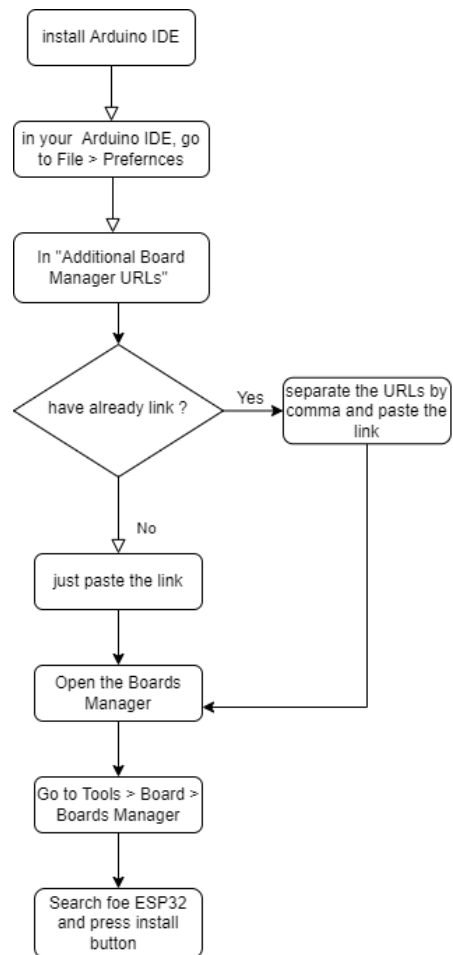 install Arduino IDE
in your Arduino IDE, go
to File > Prefernces
In "Additional Board
Manager URLs"
have already link ?
Yes
separate the URLs by
comma and paste the
link
No
just paste the link
Open the Boards
Manager
Go to Tools > Board >
Boards Manager
Search foe ESP32
and press install
button